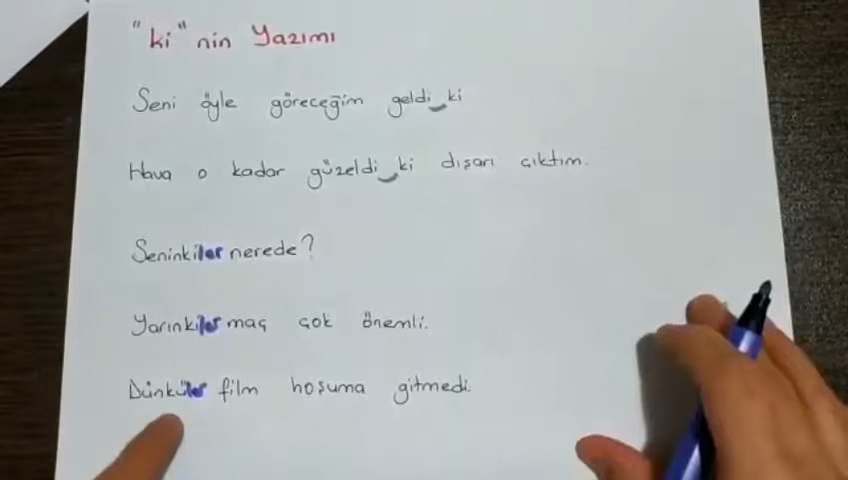 "ki" nin Yazımı
Seni öyle göreceğim geldi ki
Hava o kadar güzeldi ki dışarı çıktım.
Seninkiler nerede?
Yarınkiler maç çok önemli.
Dünküler film hoşuma gitmedi.